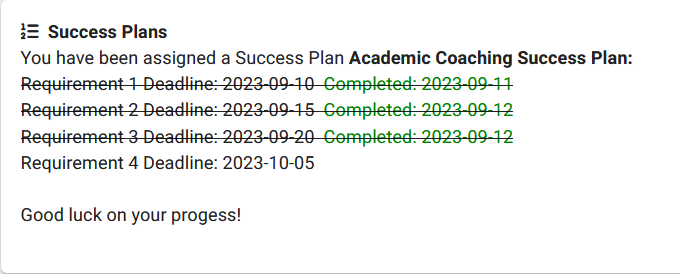 Success Plans
You have been assigned a Success Plan Academic Coaching Success Plan:
Requirement 1 Deadline: 2023-09-10 Completed: 2023-09-11
Requirement 2 Deadline: 2023-09-15 Completed: 2023-09-12
Requirement 3 Deadline: 2023-09-20 Completed: 2023-09-12
Requirement 4 Deadline: 2023-10-05
Good luck on your progess!